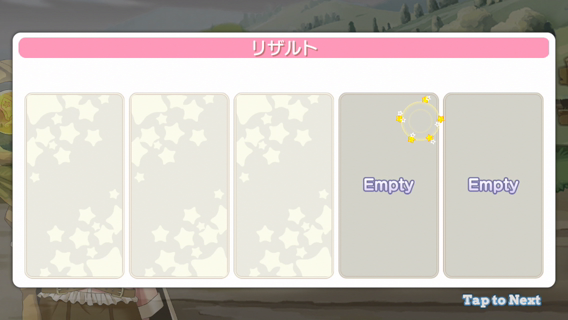 リザルト
Empty
Empty
Tap to Next